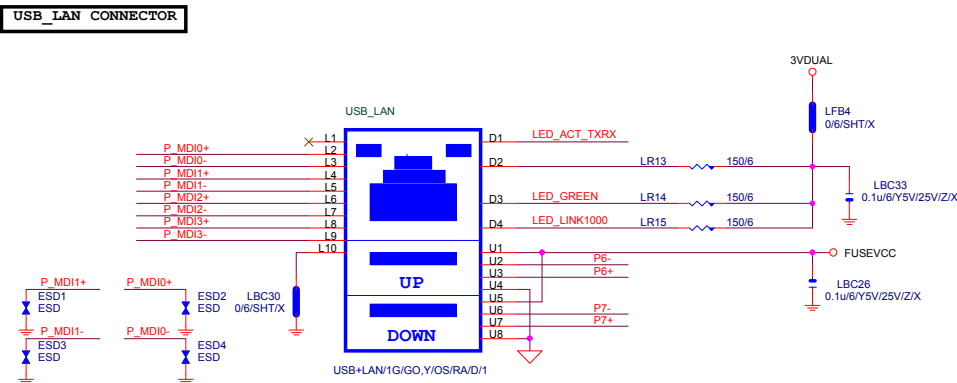 USB_LAN CONNECTOR
3VDUAL
LFB4
0/6/SHT/X
USB_LAN
L1
L2
L3
L4
L5
L6
L7
L8
L9
L10
P_MDI0+
P_MDI0-
P_MDI1+
P_MDI1-
P_MDI2+
P_MDI2-
P_MDI3+
P_MDI3-
D1
LED_ACT_TXRX
D2
LR13
150/6
D3
LED_GREEN
LR14
150/6
D4
LED_LINK1000
LR15
150/6
LBC33
0.1u/6/Y5V/25V/Z/X
U1
U2
U3
U4
U5
U6
U7
U8
P6-
P6+
P7-
P7+
FUSEVCC
LBC26
0.1u/6/Y5V/25V/Z/X
UP
DOWN
P_MDI1+
ESD1
ESD
P_MDI0+
ESD2
ESD
LBC30
0/6/SHT/X
P_MDI1-
ESD3
ESD
P_MDI0-
ESD4
ESD
USB+LAN/1G/GO,Y/OS/RA/D/1